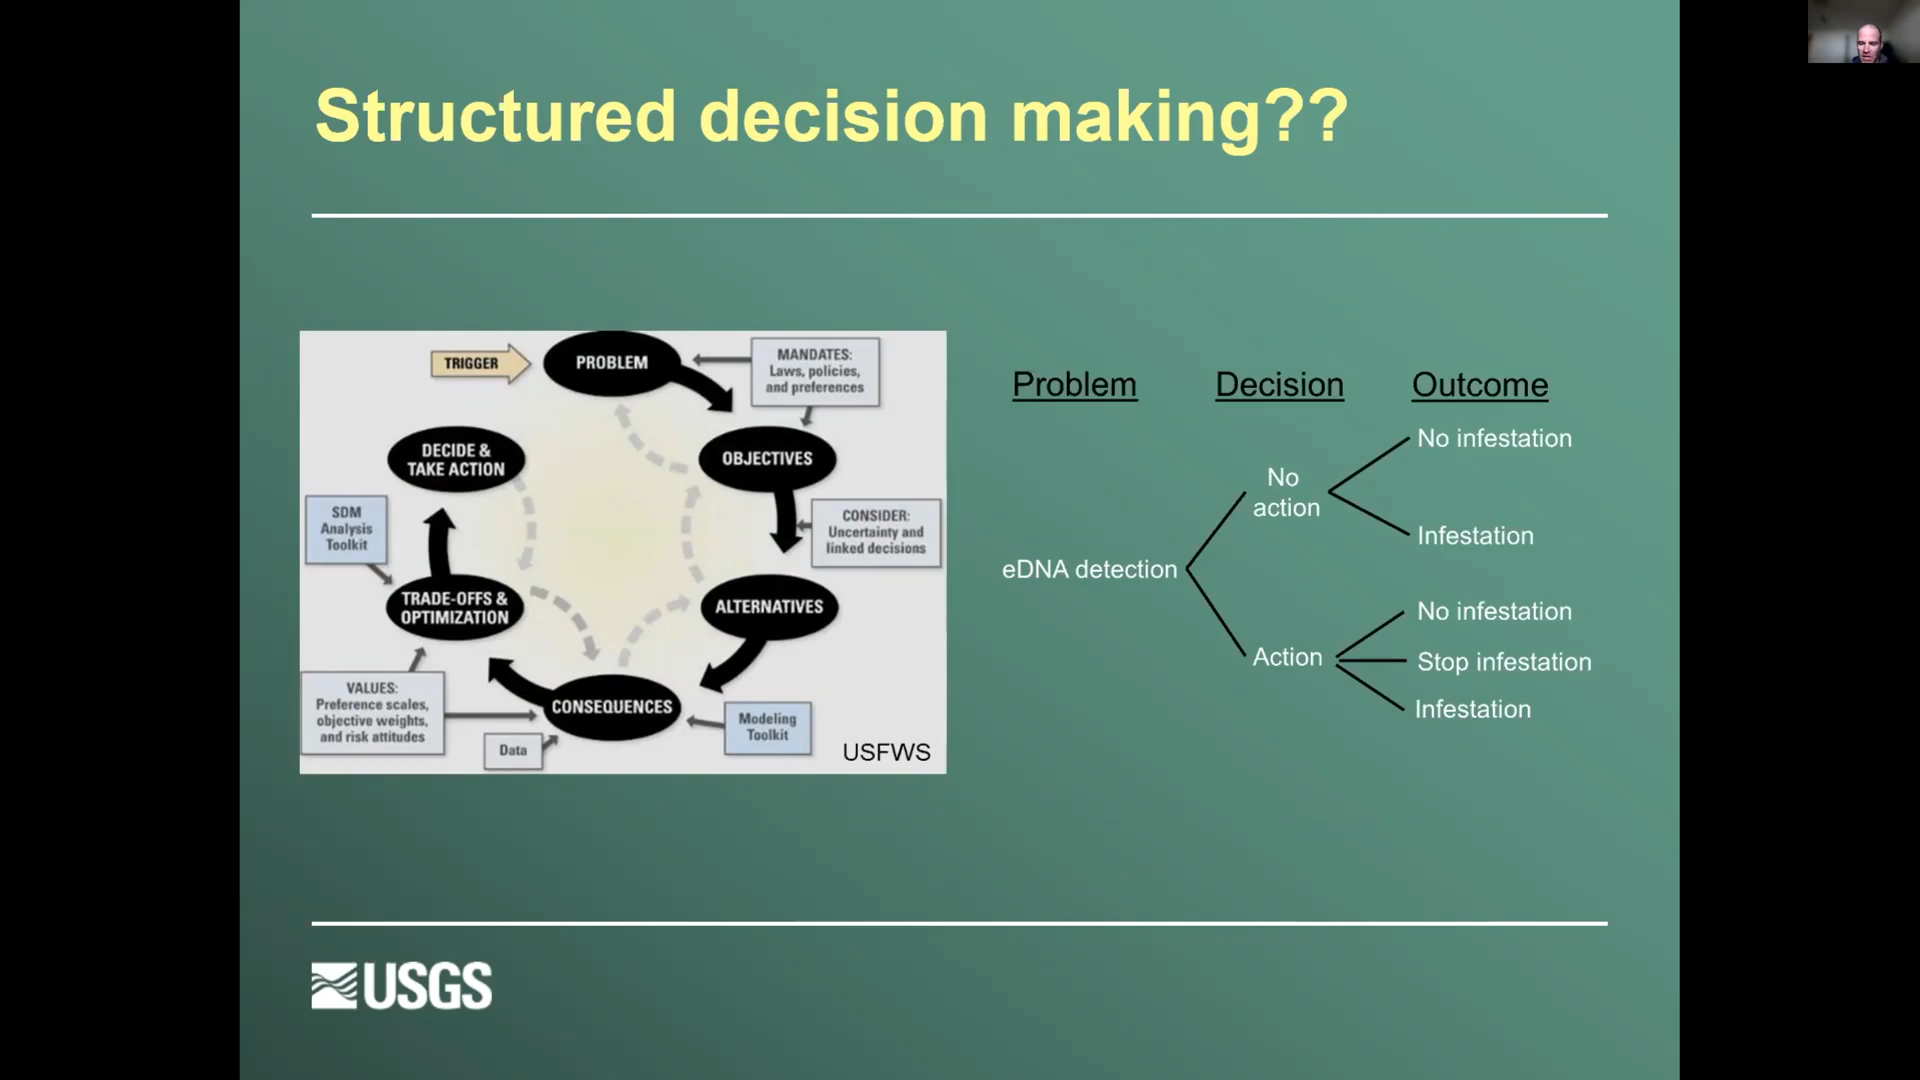 Structured decision making??
TRIGGER
PROBLEM
MANDATES:
Laws, policies,
and preferences
DECIDE &
TAKE ACTION
OBJECTIVES
SDM
Analysis
Toolkit
CONSIDER:
Uncertainty and
linked decisions
TRADE-OFFS &
OPTIMIZATION
ALTERNATIVES
VALUES:
Preference scales,
objective weights,
and risk attitudes
CONSEQUENCES
Modeling
Toolkit
Data
USFWS
Problem
Decision
Outcome
eDNA detection
No
action
No infestation
Infestation
Action
No infestation
Stop infestation
Infestation
USGS